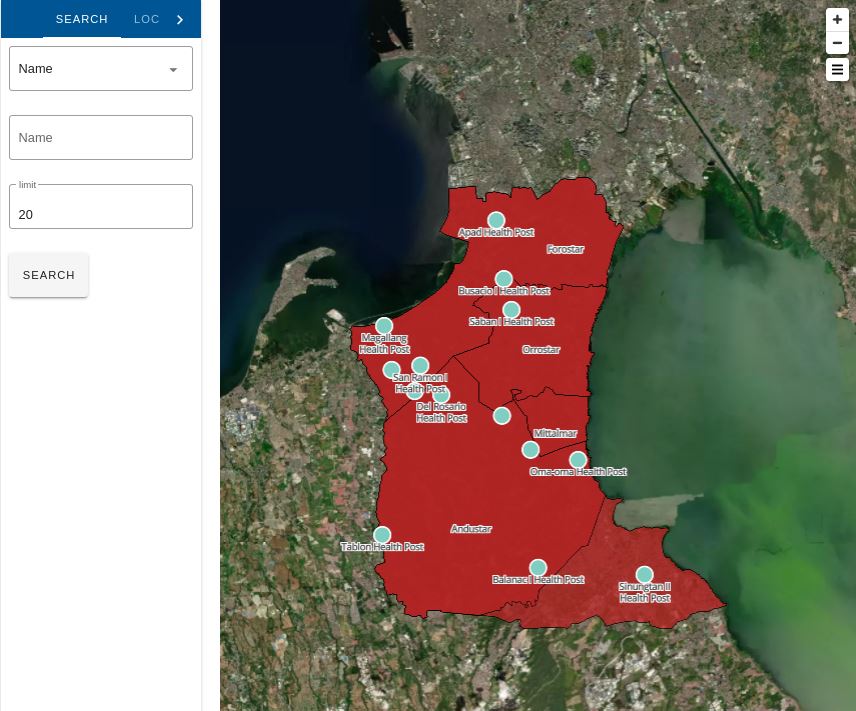 SEARCH
LOC
Name
Name
limit
20
SEARCH
Apad Health Post
Forostar
Busaclo I Health Post
Saban I Health Post
Magallang
Health Post
Orrostar
San Ramon I
Health Post
Del Rosario
Health Post
Mittalmar
Oma-oma Health Post
Andustar
Tablon Health Post
Balanac I Health Post
Sinungtan II
Health Post